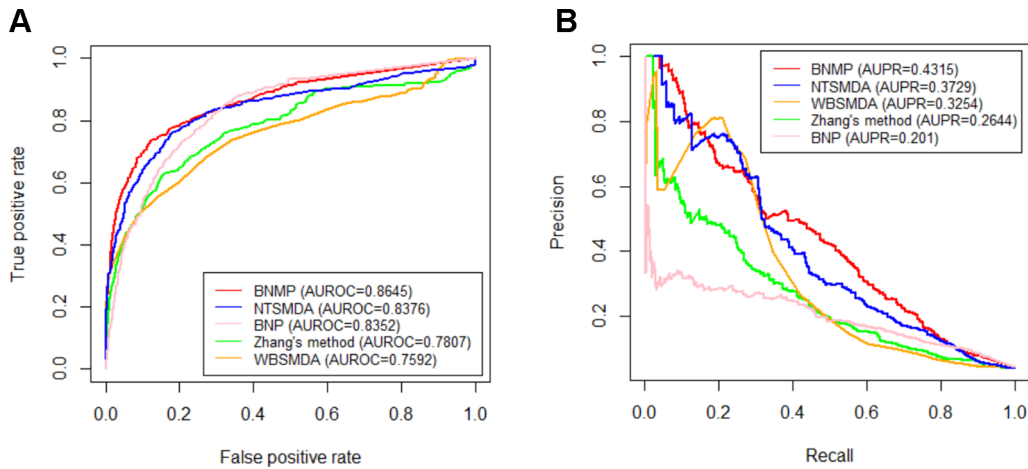 A
True positive rate
1.0
0.8
0.6
0.4
0.2
0.0
BNMP (AUROC=0.8645)
NTSMDA (AUROC=0.8376)
BNP (AUROC=0.8352)
Zhang's method (AUROC=0.7807)
WBSMDA (AUROC=0.7592)
0.0 0.2 0.4 0.6 0.8 1.0
False positive rate
B
Precision
1.0
0.8
0.6
0.4
0.2
BNMP (AUPR=0.4315)
NTSMDA (AUPR=0.3729)
WBSMDA (AUPR=0.3254)
Zhang's method (AUPR=0.2644)
BNP (AUPR=0.201)
0.0 0.2 0.4 0.6 0.8 1.0
Recall